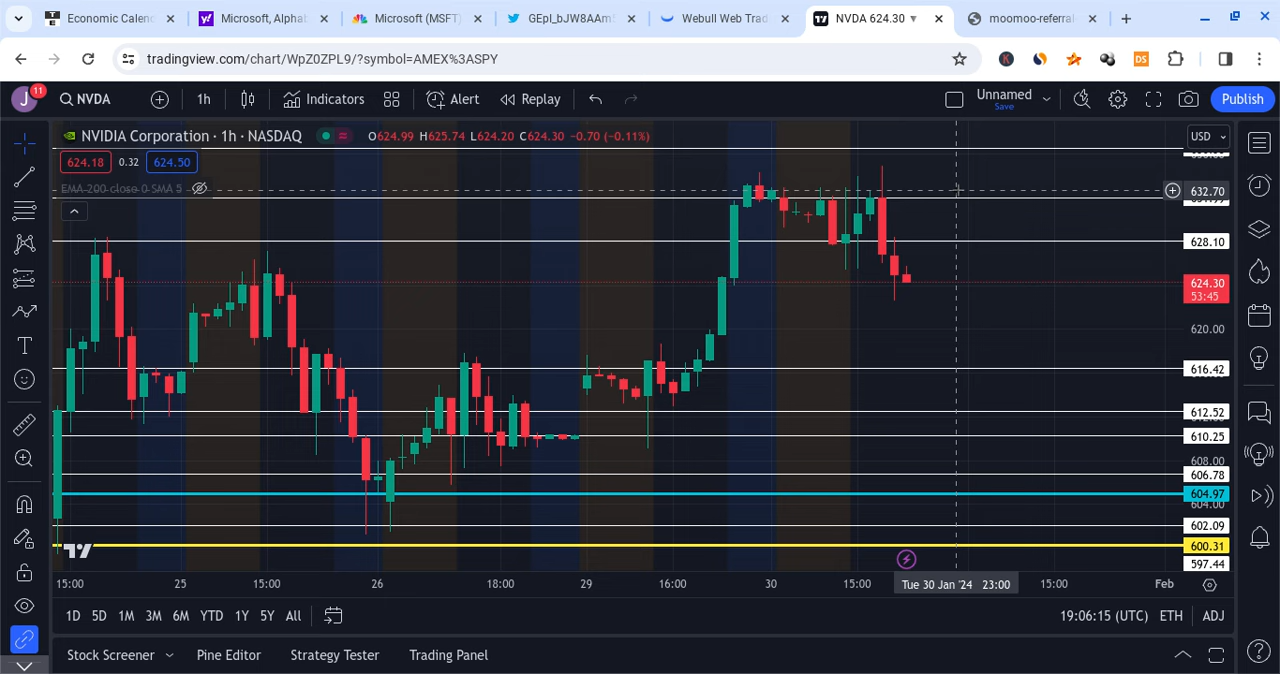 Economic Calen
Microsoft, Alphab
Microsoft (MSFT)
GEpl_bJW8AAm
Webull Web Trad
NVDA 624.30
moomoo-referral
tradingview.com/chart/WpZ0ZPL9/?symbol=AMEX%3ASPY
DS
J
11
NVDA
1h
Indicators
Alert
Replay
Unnamed
Save
Publish
NVIDIA Corporation · 1h · NASDAQ
O624.99 H625.74 L624.20 C624.30 −0.70 (−0.11%)
USD
624.18
0.32
624.50
EMA 200 close 0 SMA 5
632.70
628.10
624.30
53:45
620.00
616.42
612.52
610.25
608.00
606.78
604.97
604.00
602.09
600.31
597.44
15:00
25
15:00
26
18:00
29
16:00
30
15:00
Tue 30 Jan '24 23:00
15:00
Feb
1D
5D
1M
3M
6M
YTD
1Y
5Y
All
19:06:15 (UTC)
ETH
ADJ
Stock Screener
Pine Editor
Strategy Tester
Trading Panel